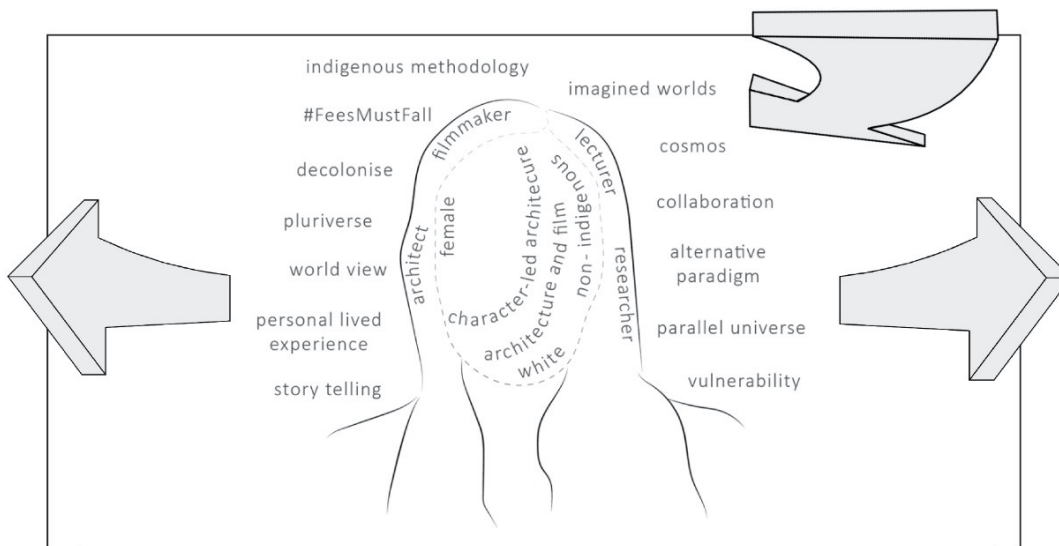 indigenous methodology
imagined worlds
#FeesMustFall
filmmaker
lecturer
cosmos
decolonise
female
character-led architecure
architecture and film
non- indigenous
collaboration
pluriverse
architect
researcher
alternative
paradigm
world view
personal lived
experience
white
parallel universe
story telling
vulnerability